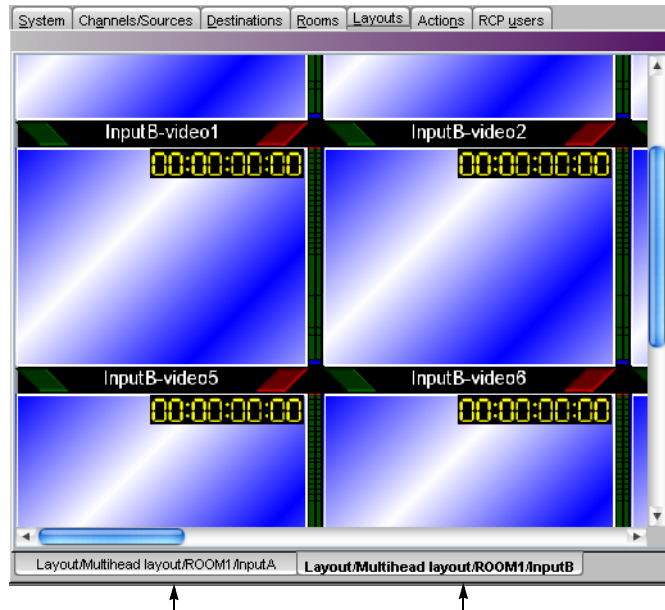 System Channels/Sources Destinations Rooms Layouts Actions RCP users
InputB-video1 InputB-video2
00:00:00:00 00:00:00:00
InputB-video5 InputB-video6
00:00:00:00 00:00:00:00
Layout/Multihead layout/ROOM1/InputA Layout/Multihead layout/ROOM1/InputB